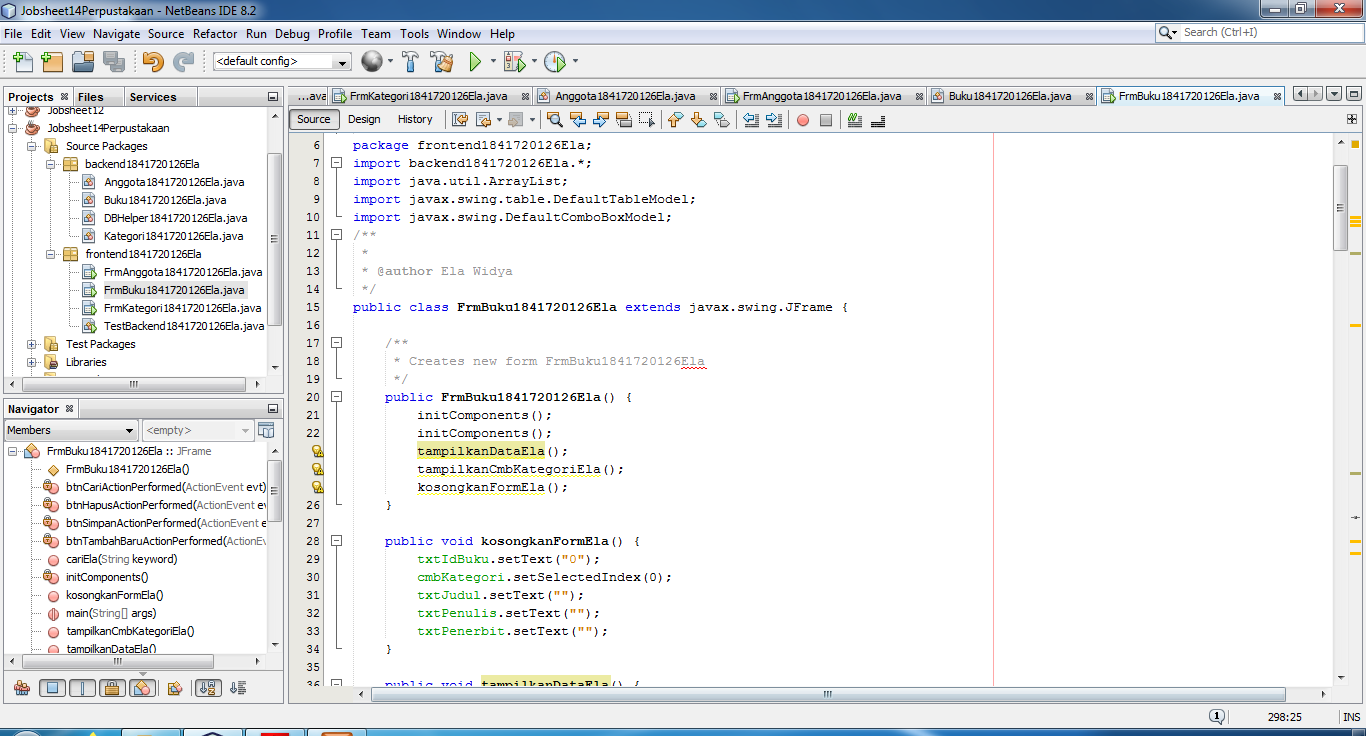 Jobsheet14Perpustakaan - NetBeans IDE 8.2
File Edit View Navigate Source Refactor Run Debug Profile Team Tools Window Help
Search (Ctrl+I)
<default config>
Projects Files Services
...ava FrmKategori1841720126Ela.java Anggota1841720126Ela.java FrmAnggota1841720126Ela.java Buku1841720126Ela.java FrmBuku1841720126Ela.java
Source Design History
Jobsheet12
Jobsheet14Perpustakaan
Source Packages
backend1841720126Ela
Anggota1841720126Ela.java
Buku1841720126Ela.java
DBHelper1841720126Ela.java
Kategori1841720126Ela.java
frontend1841720126Ela
FrmAnggota1841720126Ela.java
FrmBuku1841720126Ela.java
FrmKategori1841720126Ela.java
TestBackend1841720126Ela.java
Test Packages
Libraries
Navigator
Members <empty>
FrmBuku1841720126Ela :: JFrame
FrmBuku1841720126Ela()
btnCariActionPerformed(ActionEvent evt)
btnHapusActionPerformed(ActionEvent ev
btnSimpanActionPerformed(ActionEvent e
btnTambahBaruActionPerformed(ActionEv
cariEla(String keyword)
initComponents()
kosongkanFormEla()
main(String[] args)
tampilkanCmbKategoriEla()
tampilkanDataEla()
6 package frontend1841720126Ela;
7 import backend1841720126Ela.*;
8 import java.util.ArrayList;
9 import javax.swing.table.DefaultTableModel;
10 import javax.swing.DefaultComboBoxModel;
11 /**
12 *
13 * @author Ela Widya
14 */
15 public class FrmBuku1841720126Ela extends javax.swing.JFrame {
16
17 /**
18 * Creates new form FrmBuku1841720126Ela
19 */
20 public FrmBuku1841720126Ela() {
21 initComponents();
22 initComponents();
tampilkanDataEla();
tampilkanCmbKategoriEla();
kosongkanFormEla();
26 }
27
28 public void kosongkanFormEla() {
29 txtIdBuku.setText("0");
30 cmbKategori.setSelectedIndex(0);
31 txtJudul.setText("");
32 txtPenulis.setText("");
33 txtPenerbit.setText("");
34 }
35
36 public void tampilkanDataEla() {
1 298:25 INS